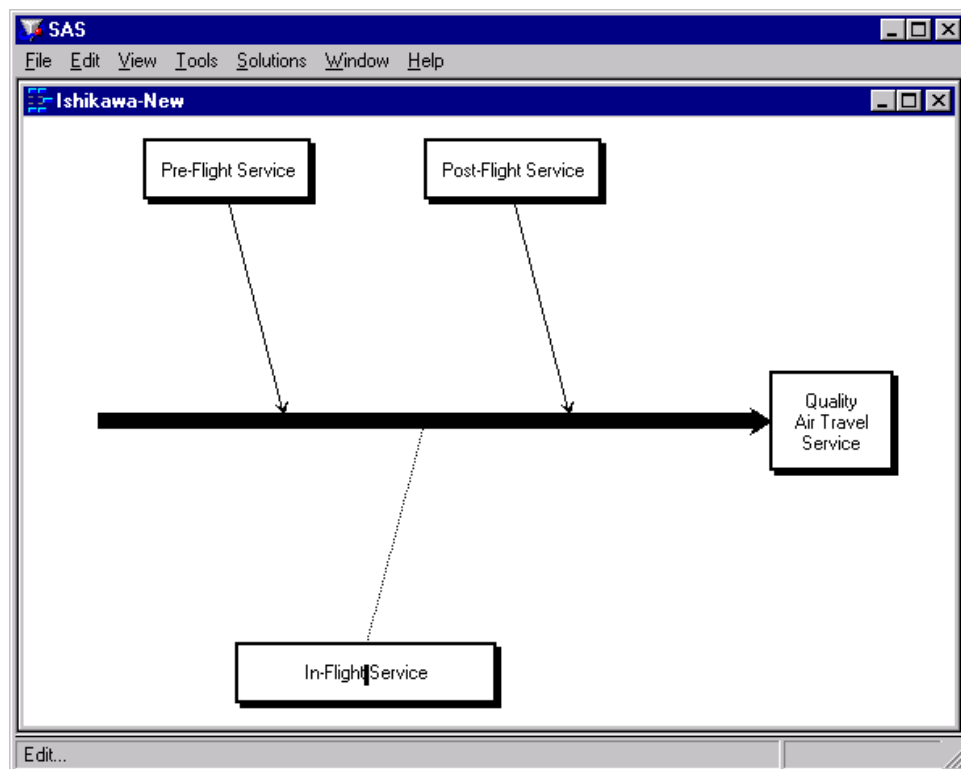 SAS
File Edit View Tools Solutions Window Help
Ishikawa-New
Pre-Flight Service
Post-Flight Service
Quality
Air Travel
Service
In-Flight Service
Edit...